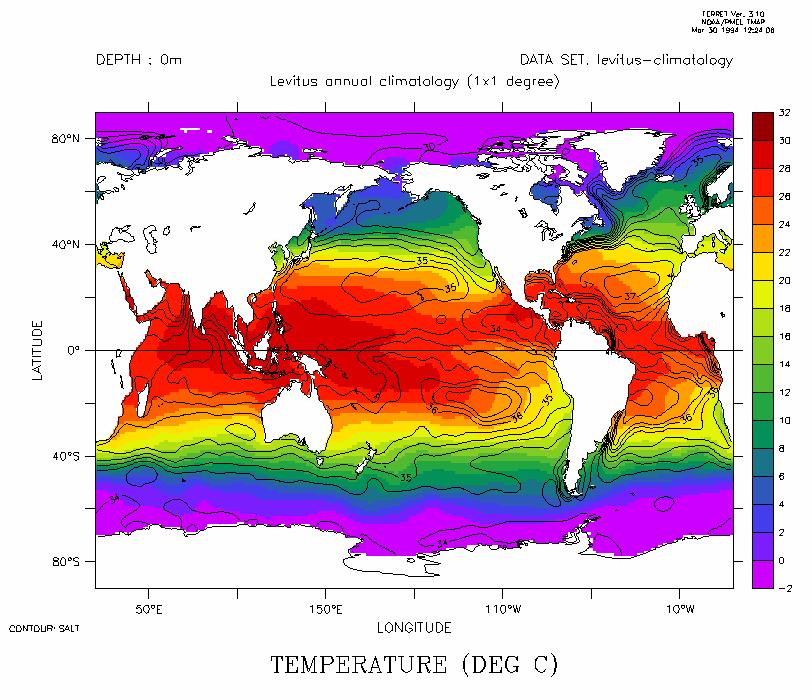 FERRET Ver. 3.10
NOAA/PMEL TMAP
Mar 30 1994 12:24:08
DEPTH : 0m
DATA SET: levitus-climatology
Levitus annual climatology (1x1 degree)
32
30
28
26
24
22
20
18
16
14
12
10
8
6
4
2
0
-2
80°N
40°N
0°
40°S
80°S
LATITUDE
30
35
35
35
34
37
36
38
35
36
35
34
34
50°E
150°E
110°W
10°W
LONGITUDE
CONTOUR: SALT
TEMPERATURE (DEG C)